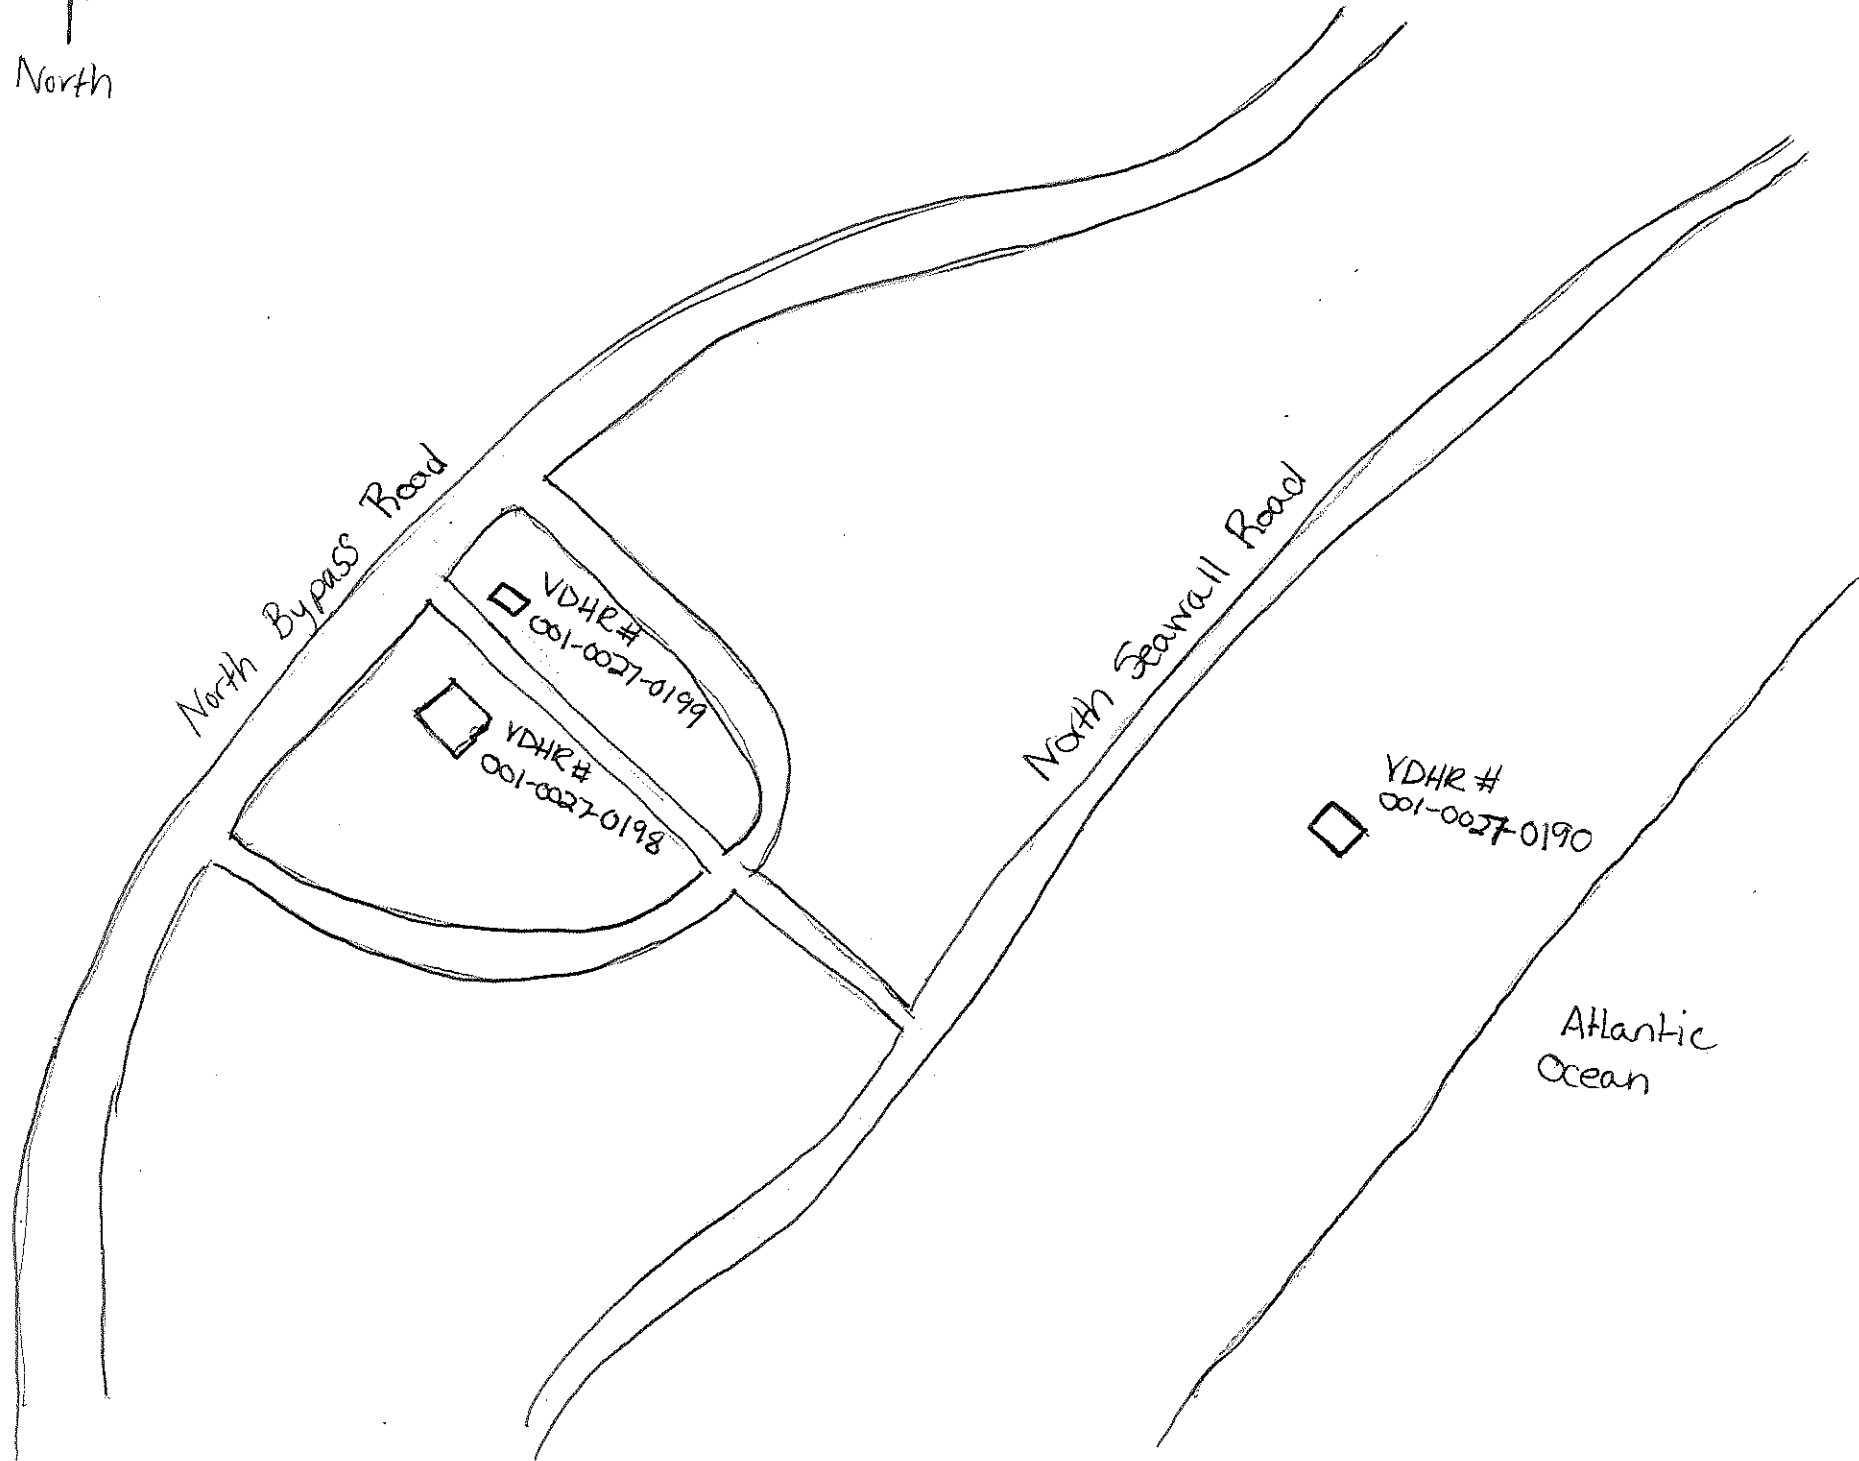 North
North Bypass Road
VDHR#
001-0027-0199
VDHR#
001-0027-0198
North Seawall Road
VDHR #
001-0027-0190
Atlantic
Ocean